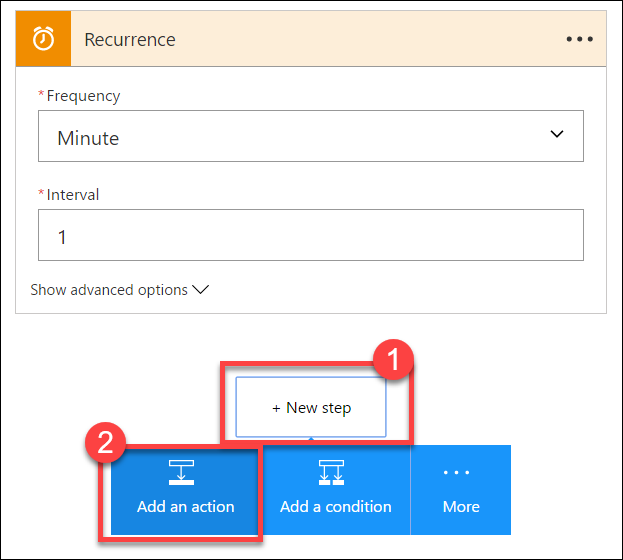 Recurrence
*Frequency
Minute
*Interval
1
Show advanced options
1
+ New step
2
Add an action
Add a condition
More